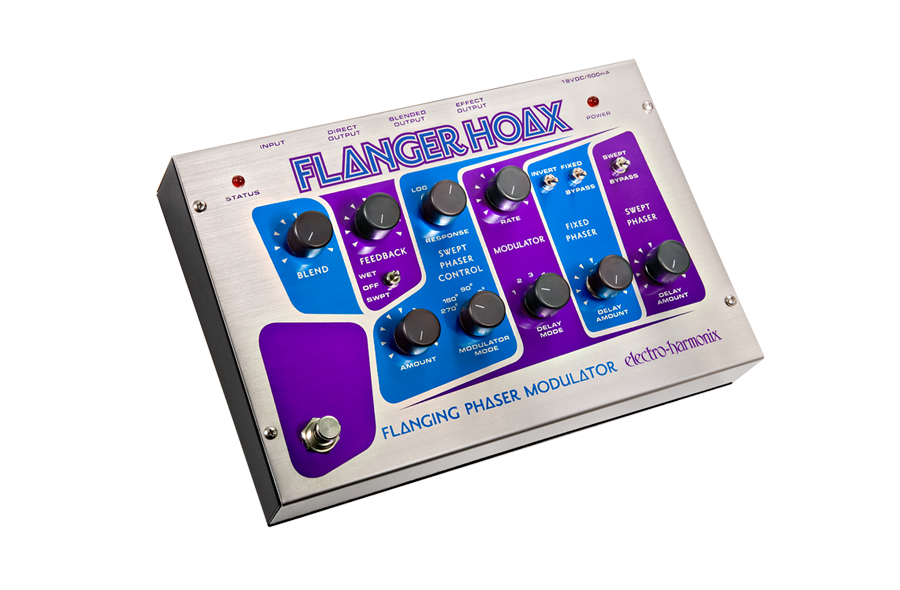 18VDC/500mA
EFFECT
OUTPUT
BLENDED
OUTPUT
DIRECT
OUTPUT
INPUT
POWER
STATUS
FLANGER HOAX
BLEND
FEEDBACK
WET
OFF
SWPT
LOG
RESPONSE
SWEPT
PHASER
CONTROL
RATE
MODULATOR
INVERT
FIXED
BYPASS
FIXED
PHASER
SWEPT
BYPASS
SWEPT
PHASER
AMOUNT
0°
90°
180°
270°
MODULATOR
MODE
1
2
3
DELAY
MODE
DELAY
AMOUNT
DELAY
AMOUNT
FLANGING PHASER MODULATOR
electro-harmonix